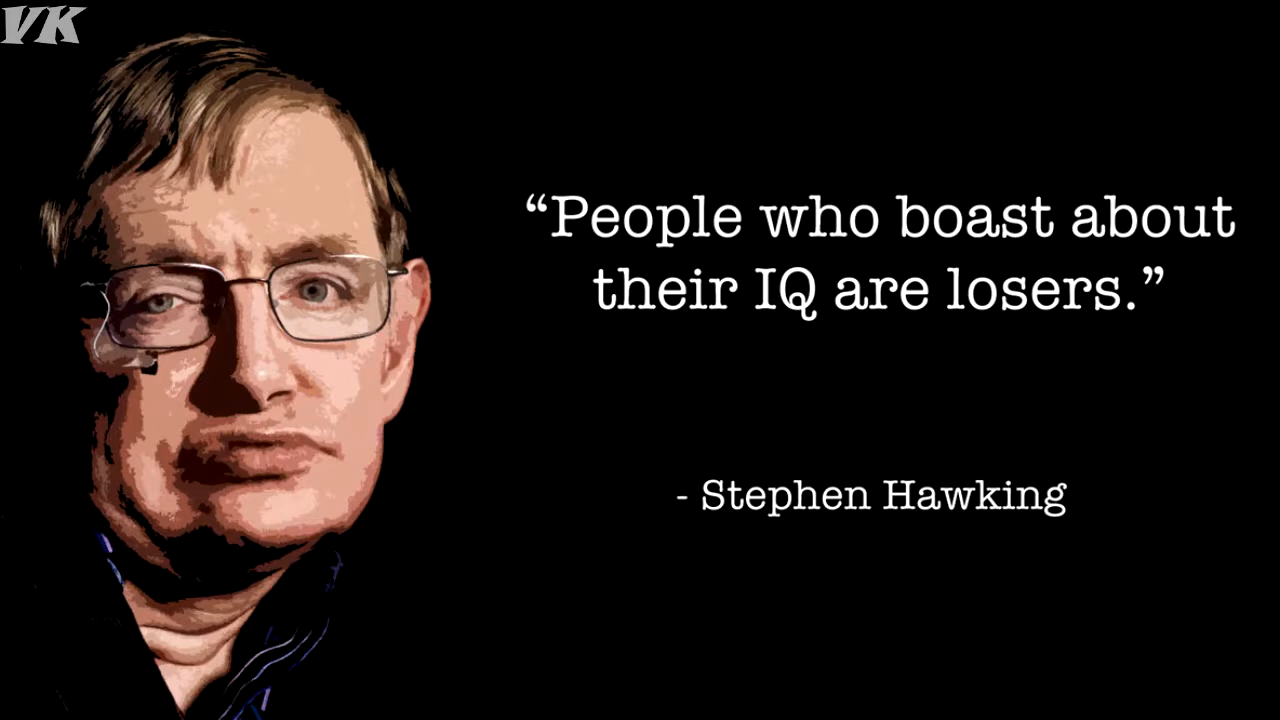 VK
“People who boast about
their IQ are losers.”
- Stephen Hawking